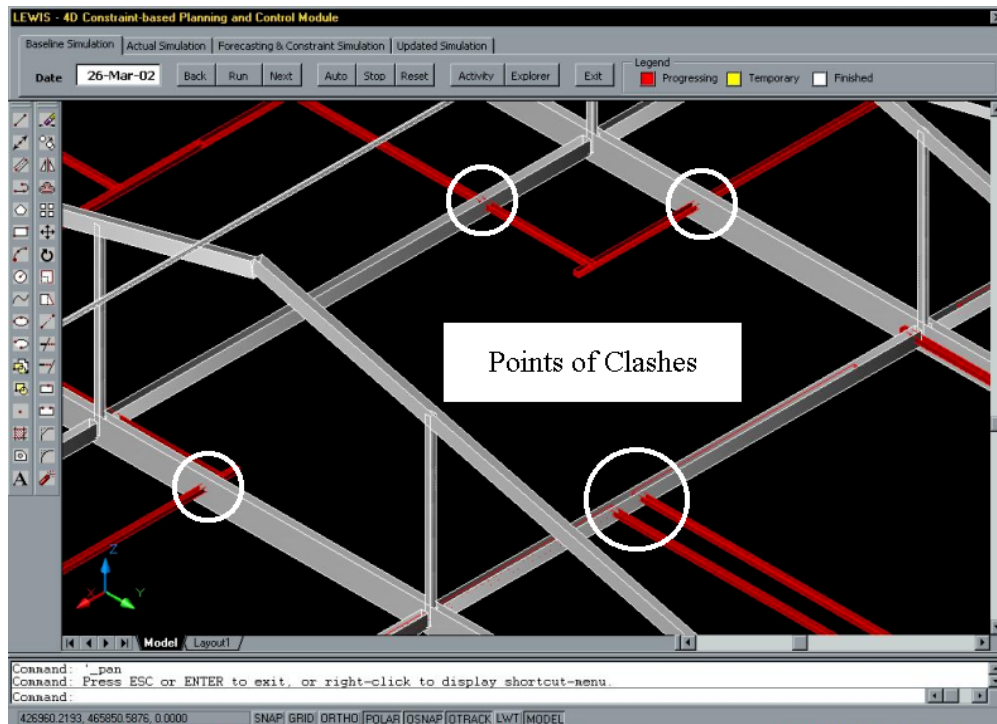 LEWIS - 4D Constraint-based Planning and Control Module
Baseline Simulation Actual Simulation Forecasting & Constraint Simulation Updated Simulation
Date 26-Mar-02 Back Run Next Auto Stop Reset Activity Explorer Exit
Legend
Progressing Temporary Finished
A
Points of Clashes
Z
X Y
Model Layout1
Command: '_pan
Command: Press ESC or ENTER to exit, or right-click to display shortcut-menu.
Command:
426960.2193, 465850.5876, 0.0000 SNAP GRID ORTHO POLAR OSNAP OTRACK LWT MODEL